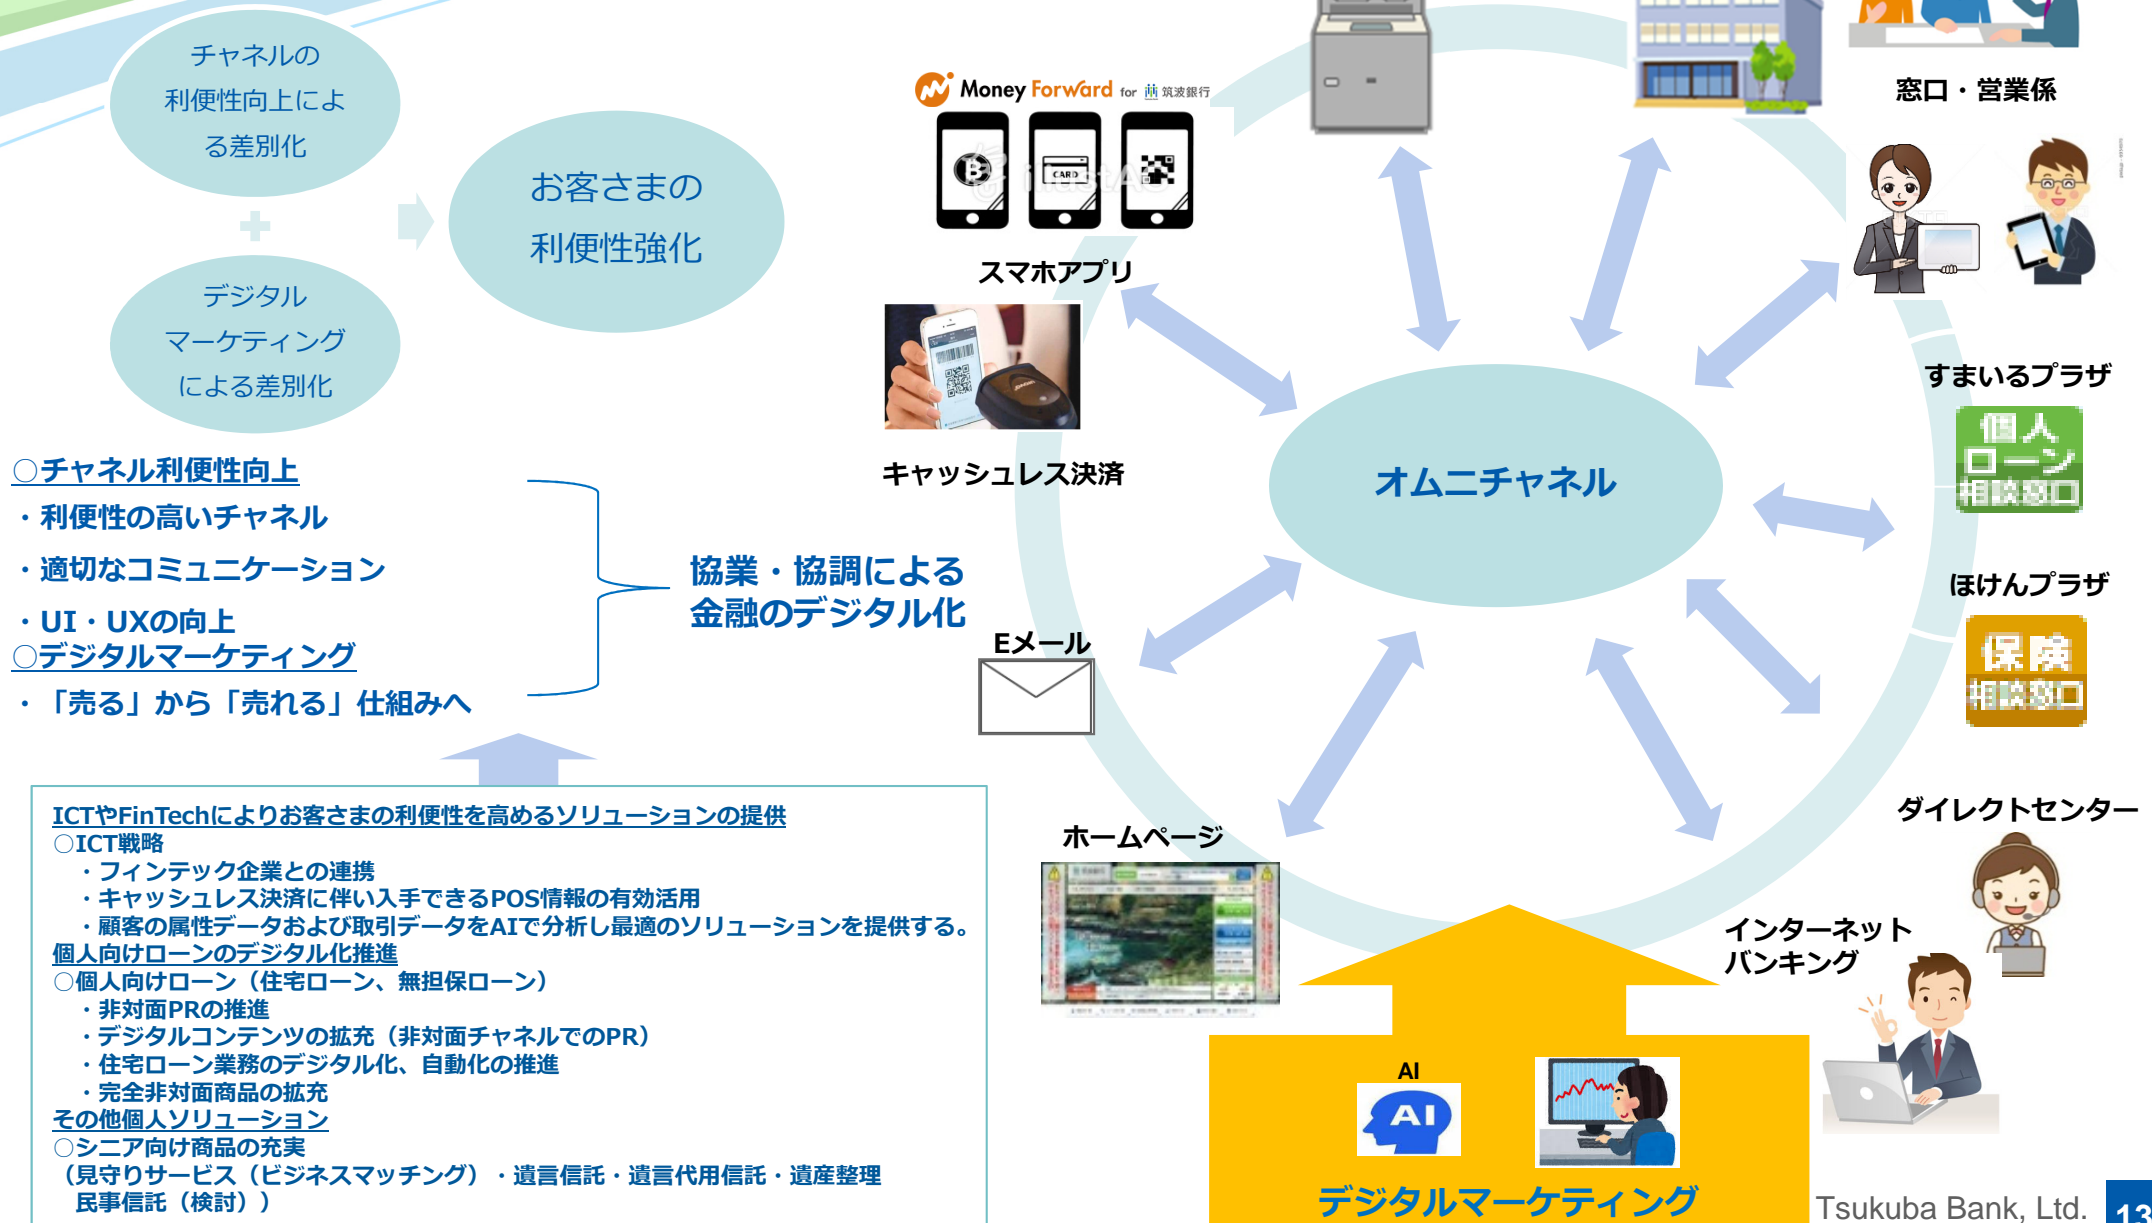 チャネルの
利便性向上によ
る差別化
デジタル
マーケティング
による差別化
お客さまの
利便性強化
○チャネル利便性向上
・利便性の高いチャネル
・適切なコミュニケーション
・UI・UXの向上
○デジタルマーケティング
・「売る」から「売れる」仕組みへ
協業・協調による
金融のデジタル化
ICTやFinTechによりお客さまの利便性を高めるソリューションの提供
○ICT戦略
・フィンテック企業との連携
・キャッシュレス決済に伴い入手できるPOS情報の有効活用
・顧客の属性データおよび取引データをAIで分析し最適のソリューションを提供する。
個人向けローンのデジタル化推進
○個人向けローン（住宅ローン、無担保ローン）
・非対面PRの推進
・デジタルコンテンツの拡充（非対面チャネルでのPR）
・住宅ローン業務のデジタル化、自動化の推進
・完全非対面商品の拡充
その他個人ソリューション
○シニア向け商品の充実
（見守りサービス（ビジネスマッチング）・遺言信託・遺言代用信託・遺産整理
民事信託（検討））
Money Forward for 筑波銀行
CARD
スマホアプリ
キャッシュレス決済
Eメール
ホームページ
オムニチャネル
窓口・営業係
すまいるプラザ
個人
ローン
相談窓口
ほけんプラザ
保険
相談窓口
ダイレクトセンター
インターネット
バンキング
AI
AI
デジタルマーケティング
Tsukuba Bank, Ltd.
13